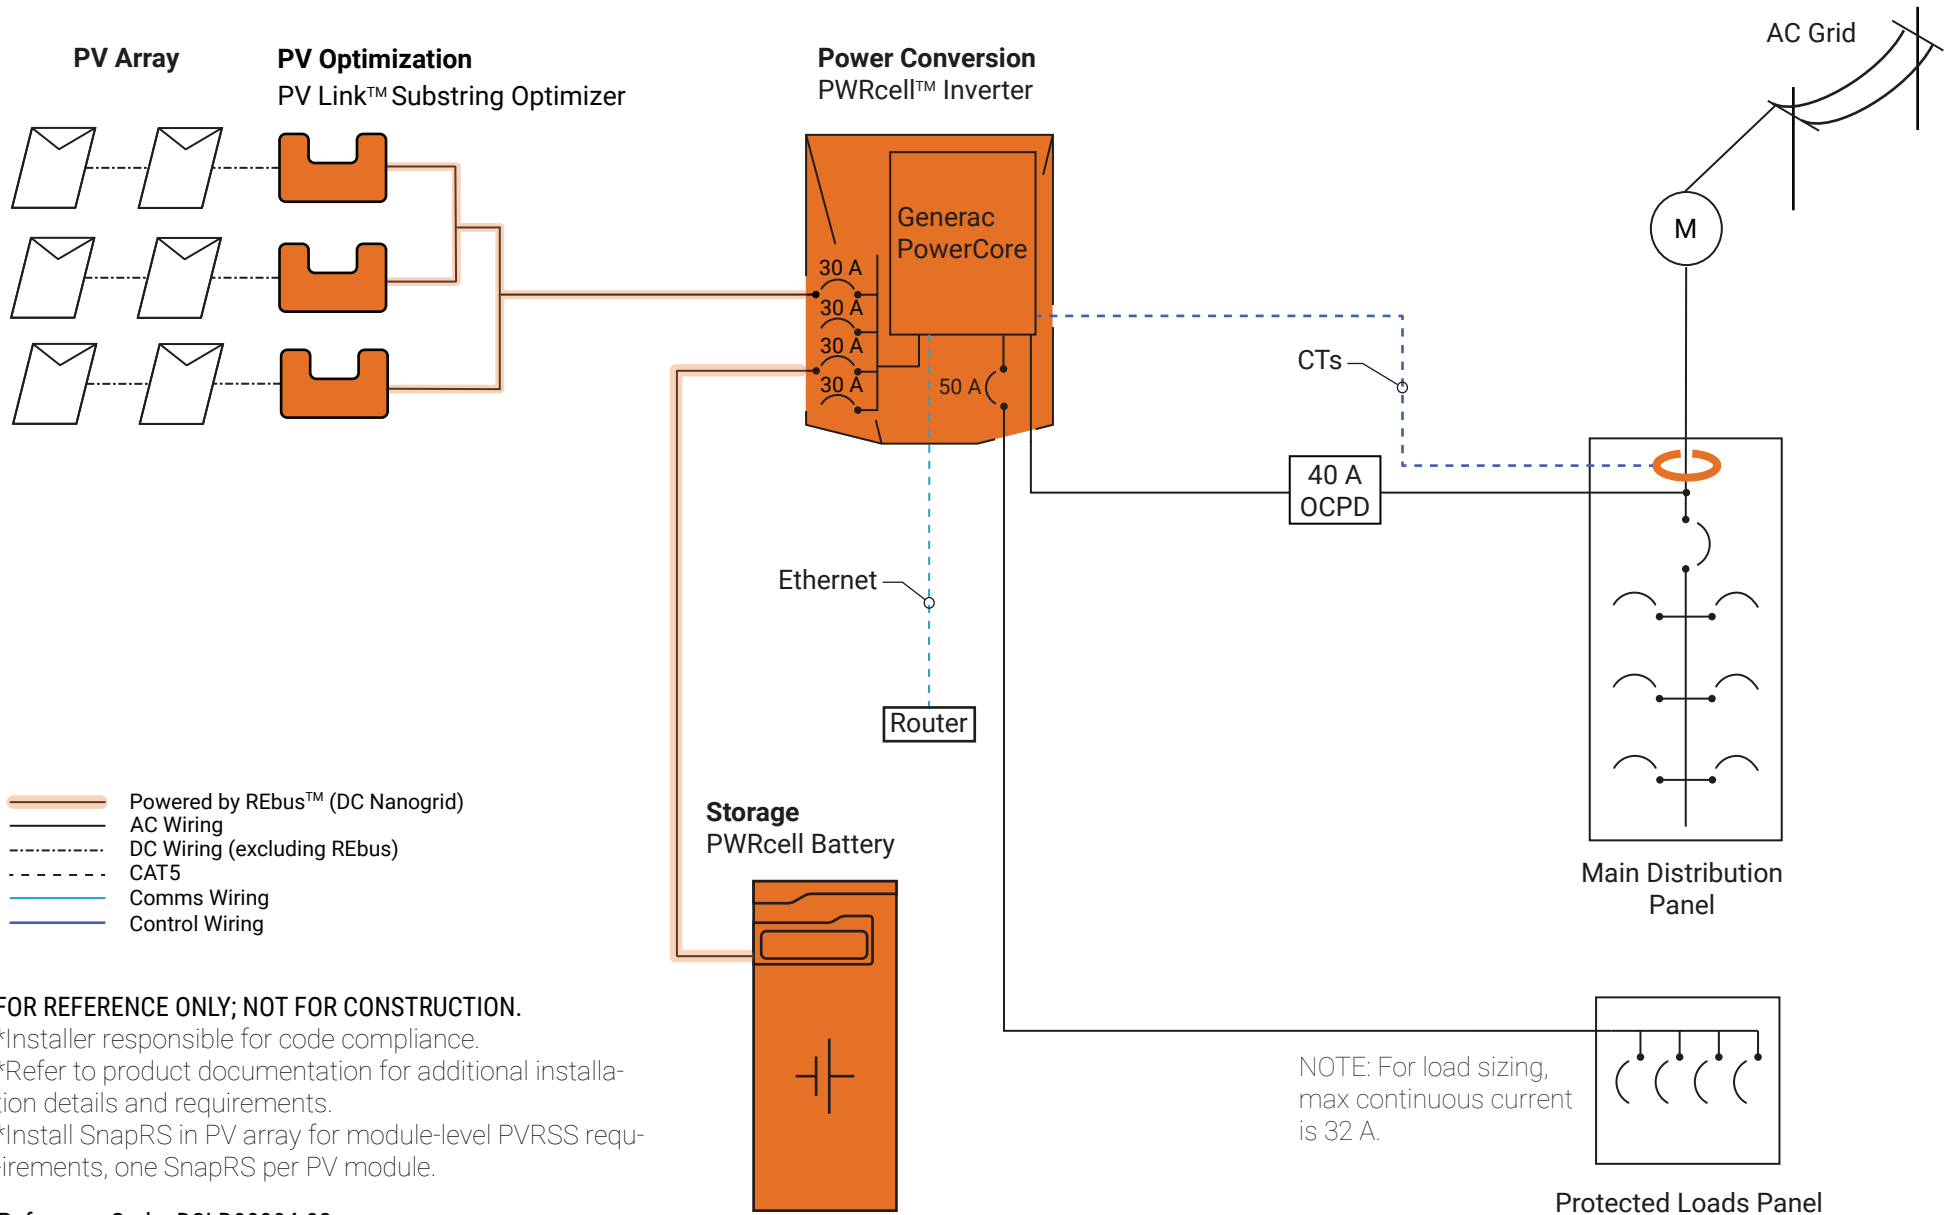 PV Array
PV Optimization
PV Link™ Substring Optimizer
Power Conversion
PWRcell™ Inverter
AC Grid
M
Generac
PowerCore
30 A
30 A
30 A
30 A
50 A
CTs
40 A
OCPD
Ethernet
Router
Main Distribution
Panel
Powered by REbus™ (DC Nanogrid)
AC Wiring
DC Wiring (excluding REbus)
CAT5
Comms Wiring
Control Wiring
Storage
PWRcell Battery
FOR REFERENCE ONLY; NOT FOR CONSTRUCTION.
*Installer responsible for code compliance.
*Refer to product documentation for additional installa-
tion details and requirements.
*Install SnapRS in PV array for module-level PVRSS requ-
irements, one SnapRS per PV module.
NOTE: For load sizing,
max continuous current
is 32 A.
Protected Loads Panel